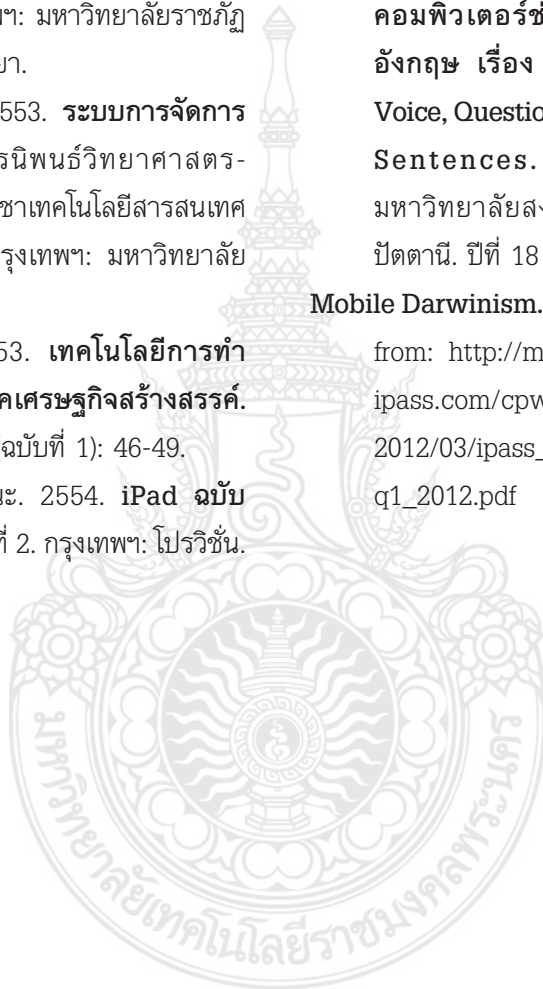 พฯ: มหาวิทยาลัยราชภัฏ
ยา.
553. ระบบการจัดการ
รนิพนธ์วิทยาศาสตร-
ชาเทคโนโลยีสารสนเทศ
รุงเทพฯ: มหาวิทยาลัย
53. เทคโนโลยีการทำ
คเศรษฐกิจสร้างสรรค์.
ฉบับที่ 1): 46-49.
นะ. 2554. iPad ฉบับ
ที่ 2. กรุงเทพฯ: โปรวิชั่น.
คอมพิวเตอร์ช่
อังกฤษ เรื่อง
Voice, Questio
Sentences.
มหาวิทยาลัยสง
ปัตตานี. ปีที่ 18
Mobile Darwinism.
from: http://m
ipass.com/cpw
2012/03/ipass_
q1_2012.pdf
มหาวิทยาลัยเทคโนโลยีราชมงคลพระนคร